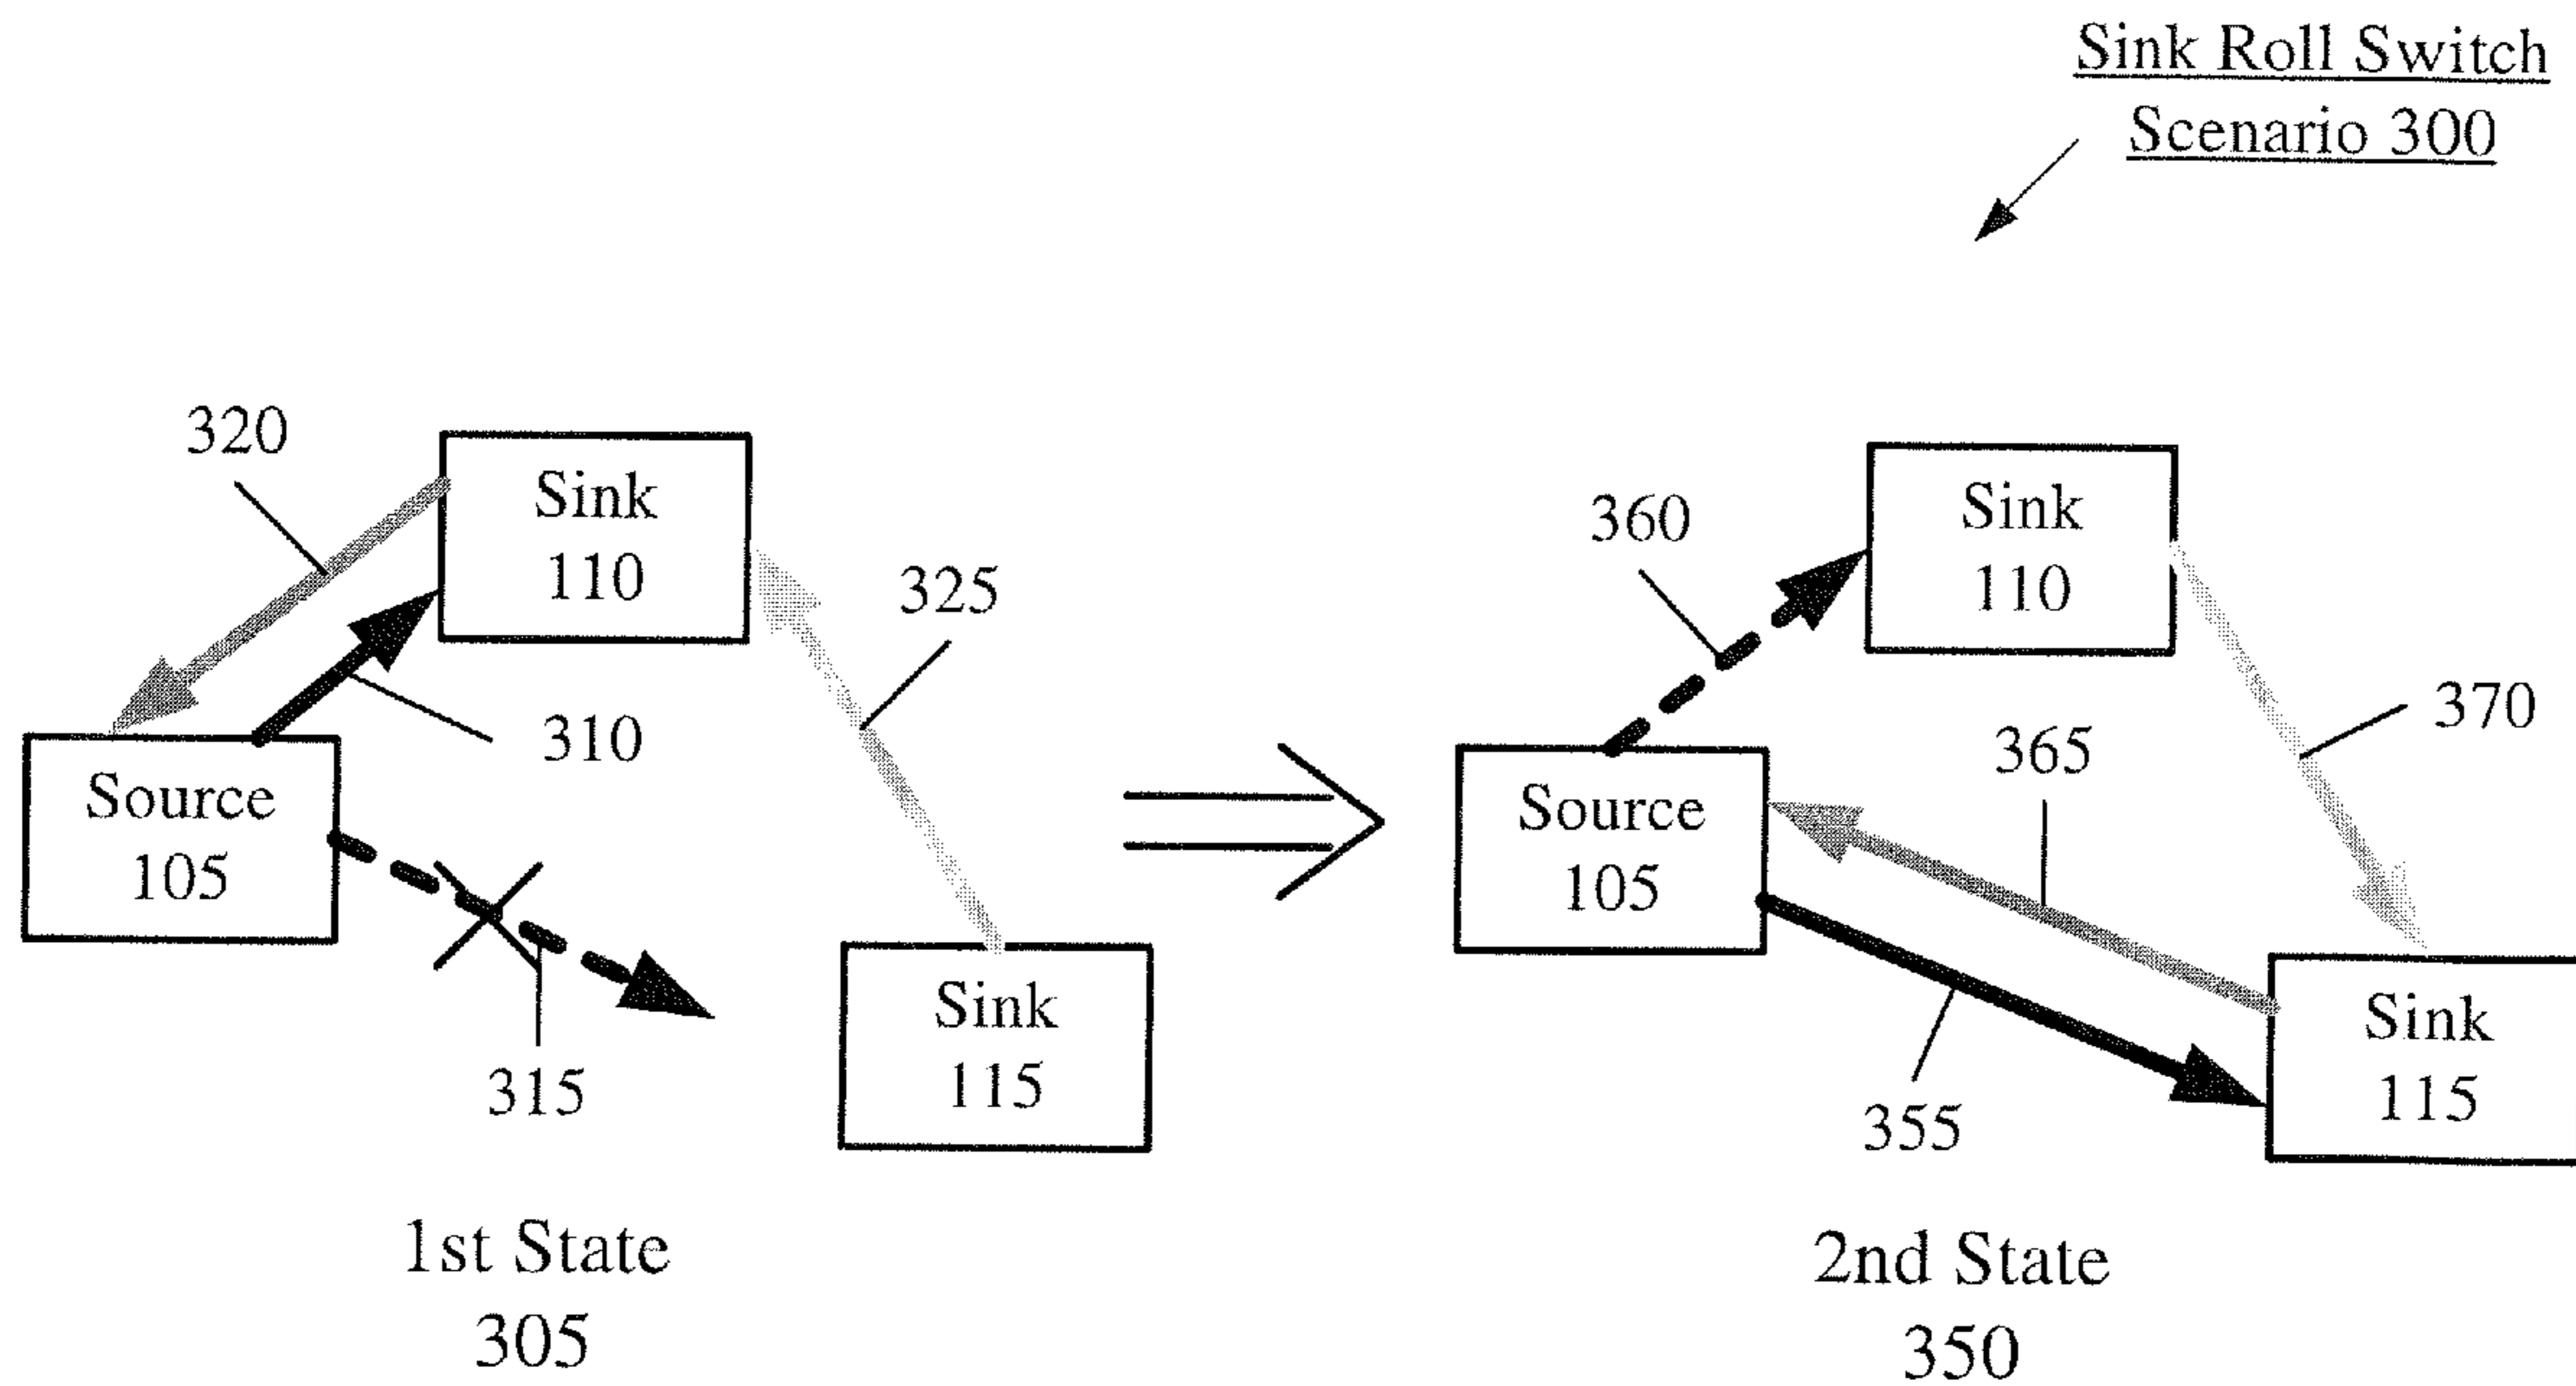 Sink Roll Switch
Scenario 300
320
Sink
110
325
310
Source
105
315
Sink
115
1st State
305
360
Sink
110
370
365
Source
105
355
Sink
115
2nd State
350